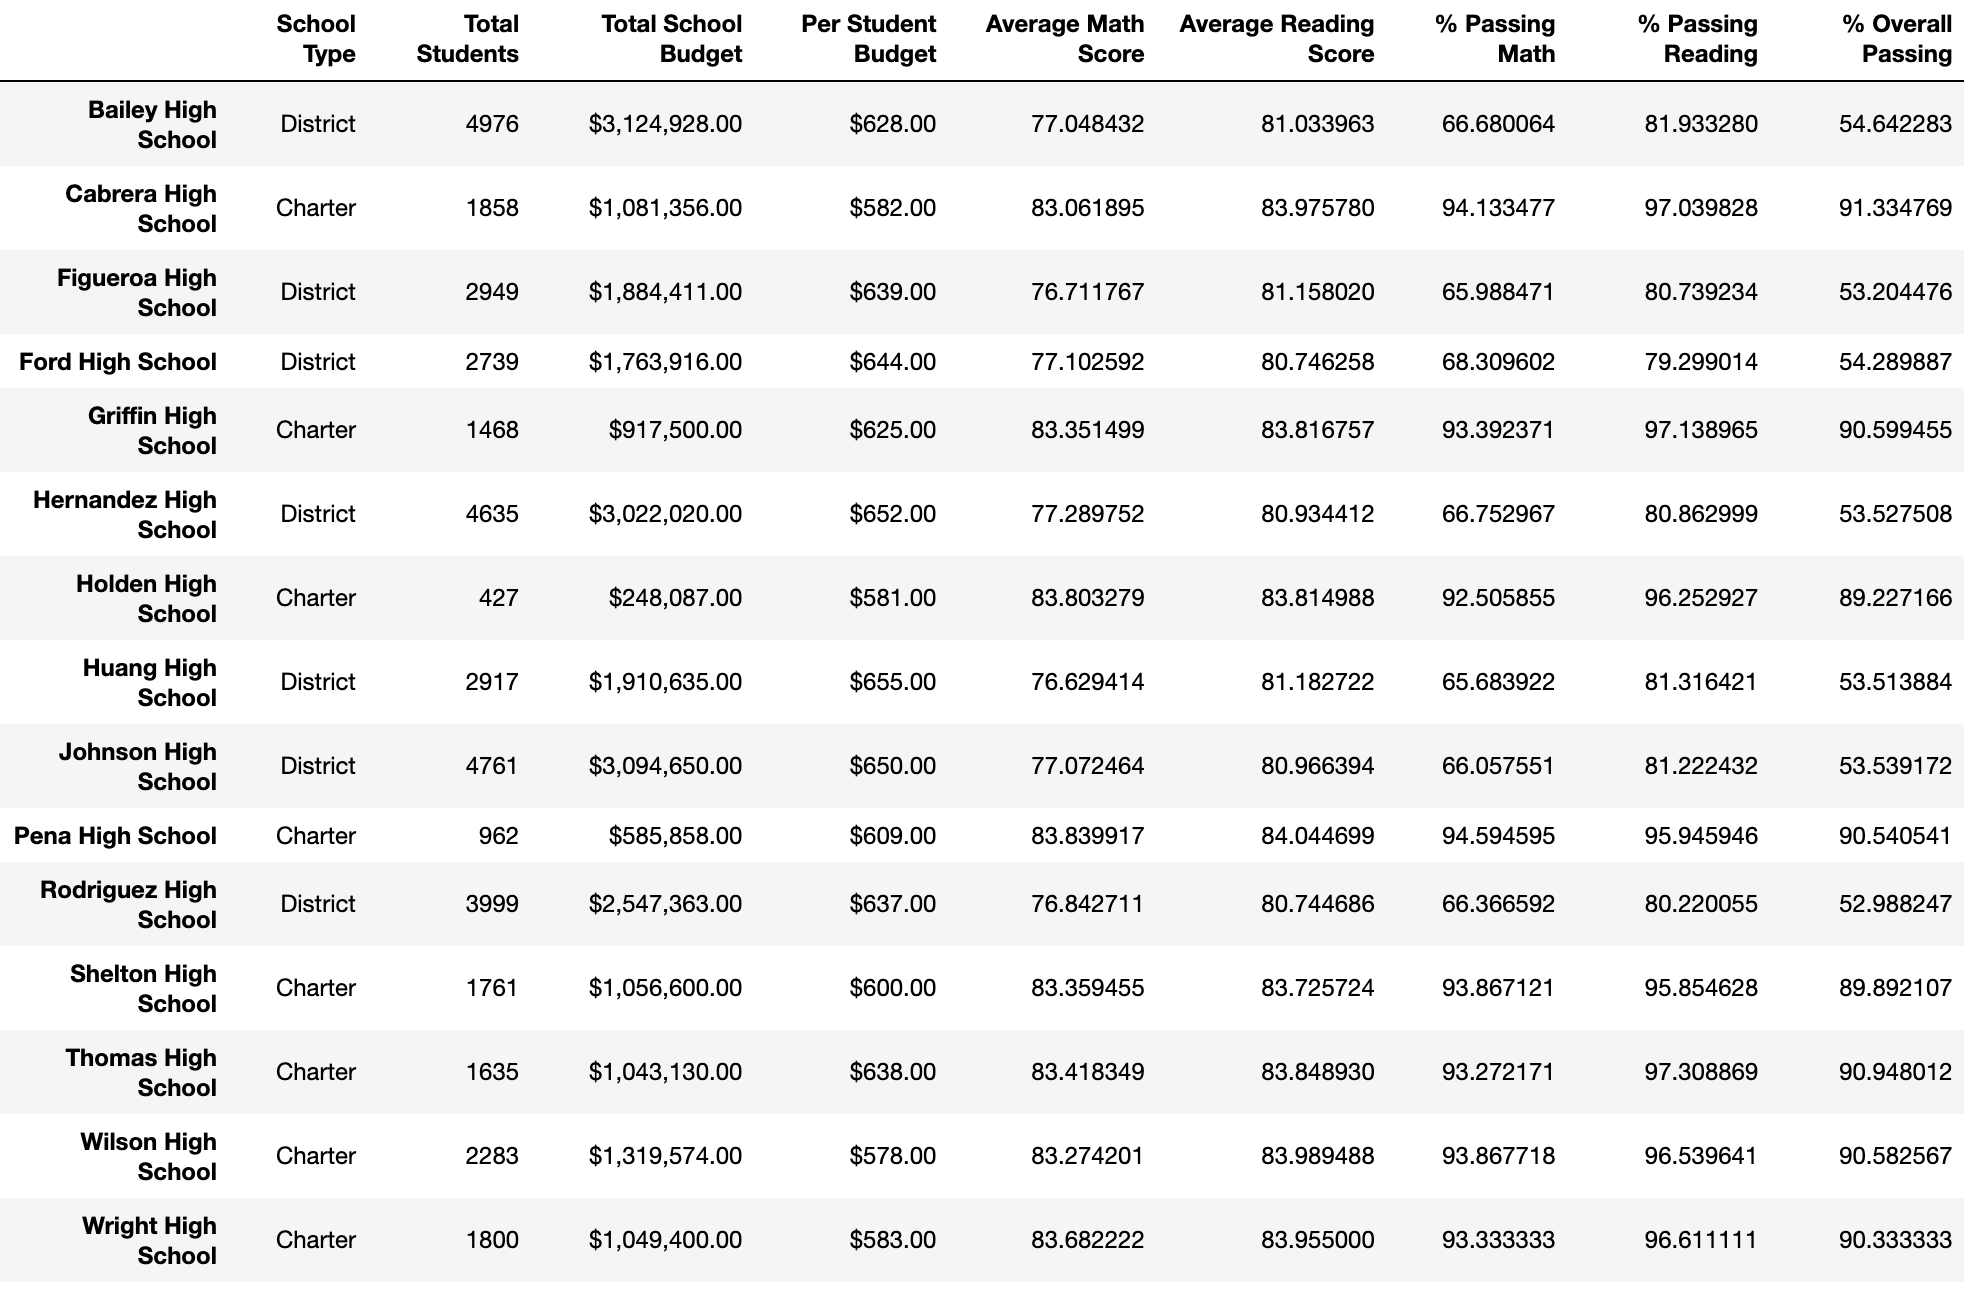 School Type Total Students Total School Budget Per Student Budget Average Math Score Average Reading Score % Passing Math % Passing Reading % Overall Passing
Bailey High School District 4976 $3,124,928.00 $628.00 77.048432 81.033963 66.680064 81.933280 54.642283
Cabrera High School Charter 1858 $1,081,356.00 $582.00 83.061895 83.975780 94.133477 97.039828 91.334769
Figueroa High School District 2949 $1,884,411.00 $639.00 76.711767 81.158020 65.988471 80.739234 53.204476
Ford High School District 2739 $1,763,916.00 $644.00 77.102592 80.746258 68.309602 79.299014 54.289887
Griffin High School Charter 1468 $917,500.00 $625.00 83.351499 83.816757 93.392371 97.138965 90.599455
Hernandez High School District 4635 $3,022,020.00 $652.00 77.289752 80.934412 66.752967 80.862999 53.527508
Holden High School Charter 427 $248,087.00 $581.00 83.803279 83.814988 92.505855 96.252927 89.227166
Huang High School District 2917 $1,910,635.00 $655.00 76.629414 81.182722 65.683922 81.316421 53.513884
Johnson High School District 4761 $3,094,650.00 $650.00 77.072464 80.966394 66.057551 81.222432 53.539172
Pena High School Charter 962 $585,858.00 $609.00 83.839917 84.044699 94.594595 95.945946 90.540541
Rodriguez High School District 3999 $2,547,363.00 $637.00 76.842711 80.744686 66.366592 80.220055 52.988247
Shelton High School Charter 1761 $1,056,600.00 $600.00 83.359455 83.725724 93.867121 95.854628 89.892107
Thomas High School Charter 1635 $1,043,130.00 $638.00 83.418349 83.848930 93.272171 97.308869 90.948012
Wilson High School Charter 2283 $1,319,574.00 $578.00 83.274201 83.989488 93.867718 96.539641 90.582567
Wright High School Charter 1800 $1,049,400.00 $583.00 83.682222 83.955000 93.333333 96.611111 90.333333